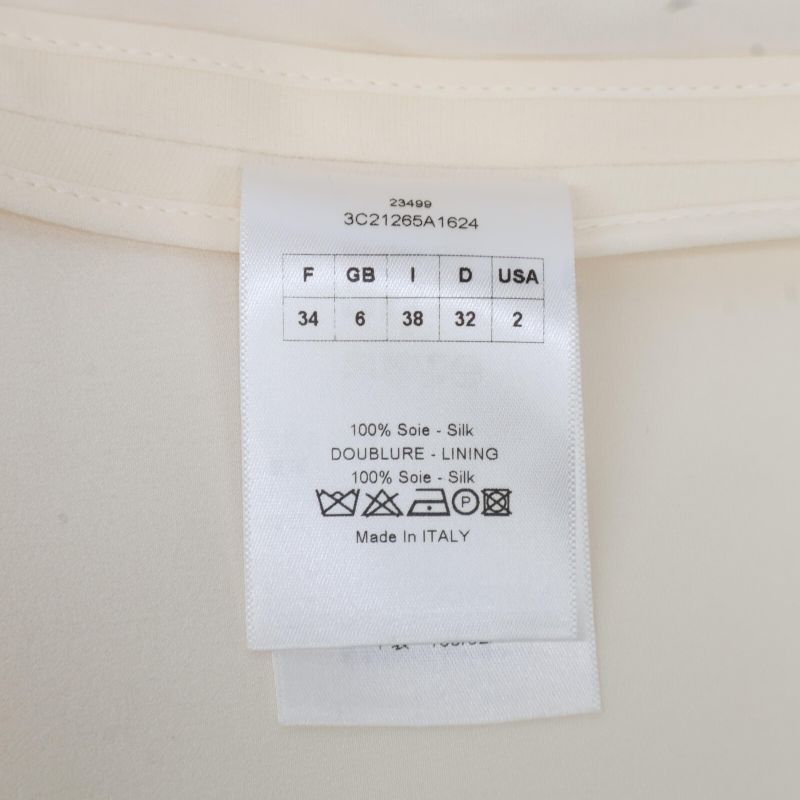 23499
3C21265A1624
F GB I D USA
34 6 38 32 2
100% Soie - Silk
DOUBLURE - LINING
100% Soie - Silk
P
Made In ITALY